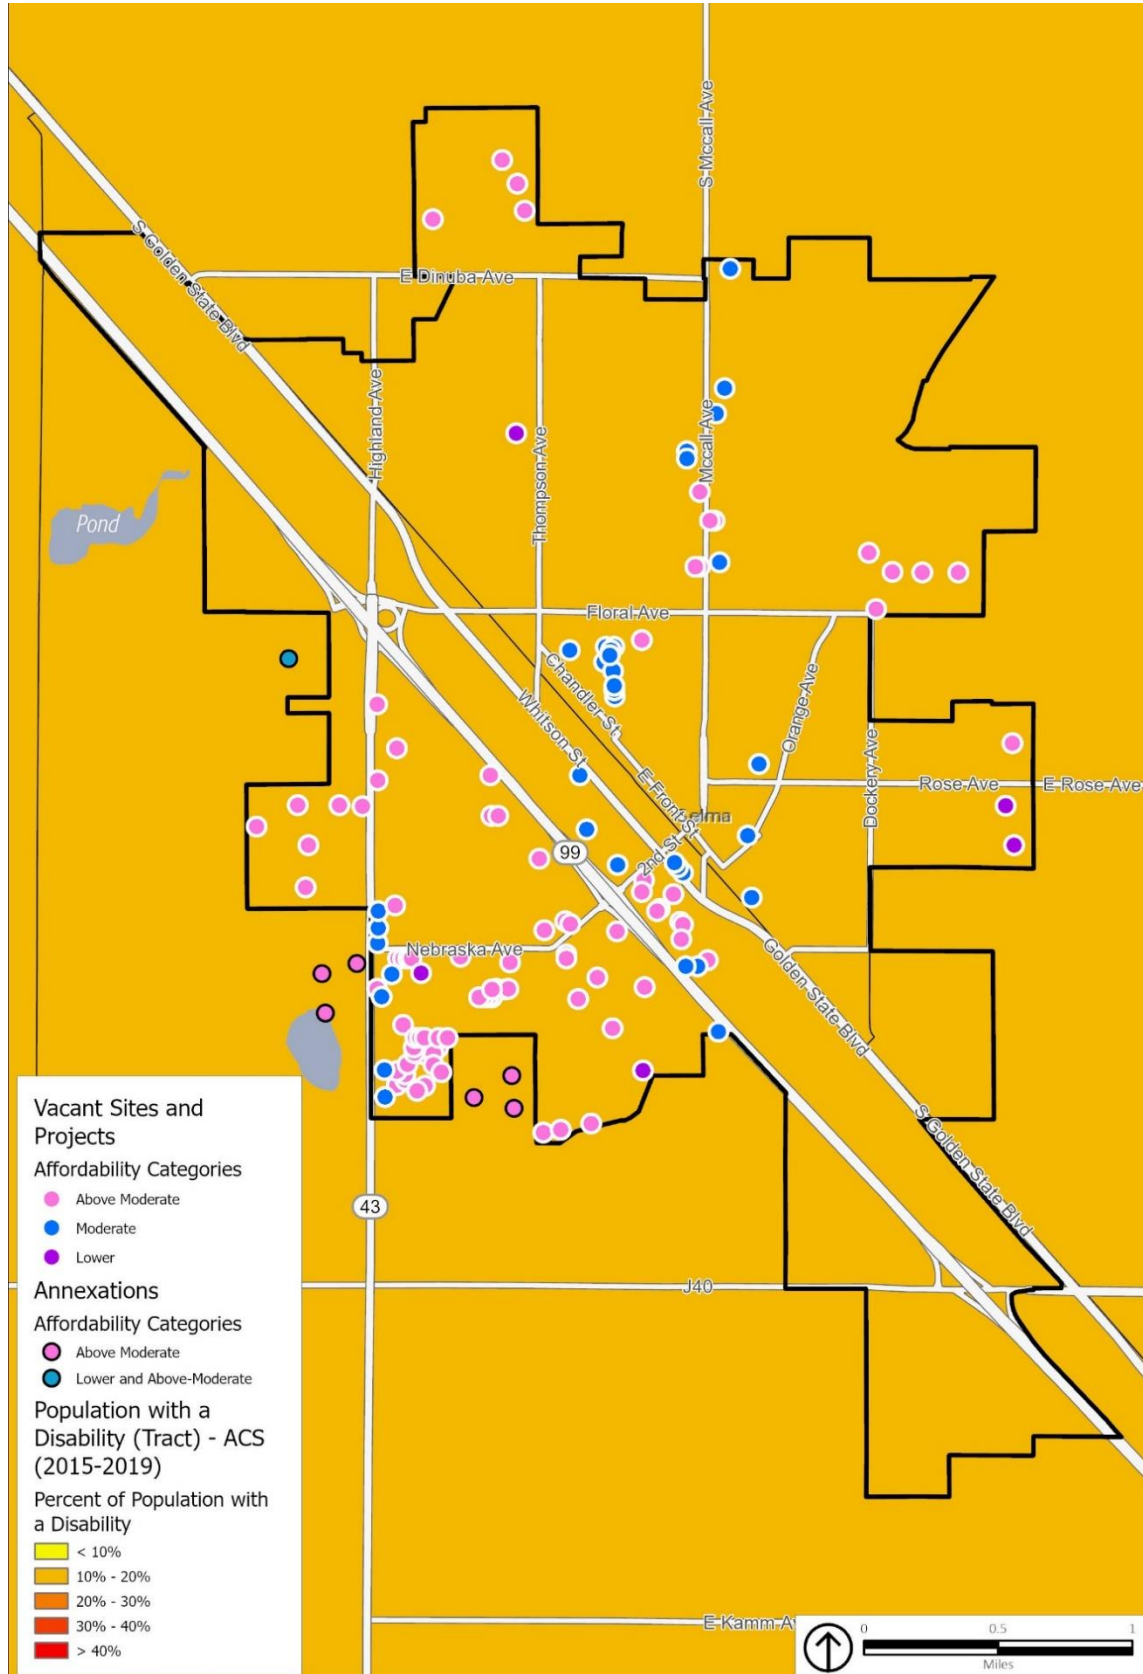 S Mccall Ave
S Golden State Blvd
E Dinuba Ave
Highland Ave
Mccall Ave
Thompson Ave
Pond
Floral Ave
Chandler St
Whitson St
Orange Ave
E Front St
Dockery Ave
Rose Ave
E Rose Ave
elma
2nd St
99
Nebraska Ave
Golden State Blvd
S Golden State Blvd
43
J40
E Kamm Av
Vacant Sites and
Projects
Affordability Categories
Above Moderate
Moderate
Lower
Annexations
Affordability Categories
Above Moderate
Lower and Above-Moderate
Population with a
Disability (Tract) - ACS
(2015-2019)
Percent of Population with
a Disability
< 10%
10% - 20%
20% - 30%
30% - 40%
> 40%
0 0.5 1
Miles